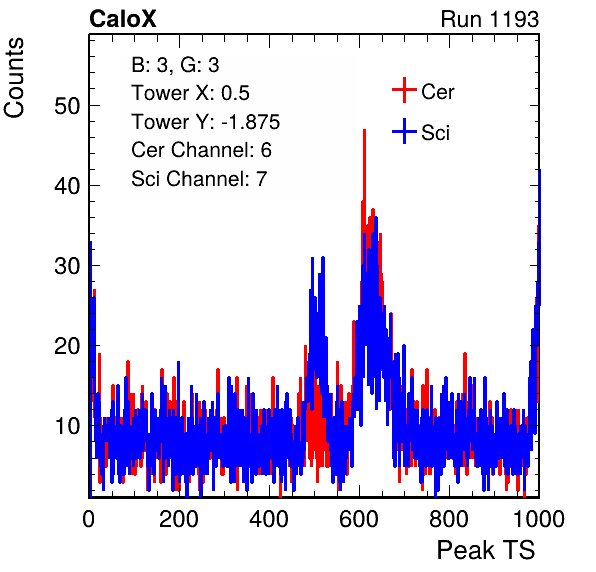 CaloX
Run 1193
Counts
B: 3, G: 3
Tower X: 0.5
Tower Y: -1.875
Cer Channel: 6
Sci Channel: 7
Cer
Sci
50
40
30
20
10
0 200 400 600 800 1000
Peak TS